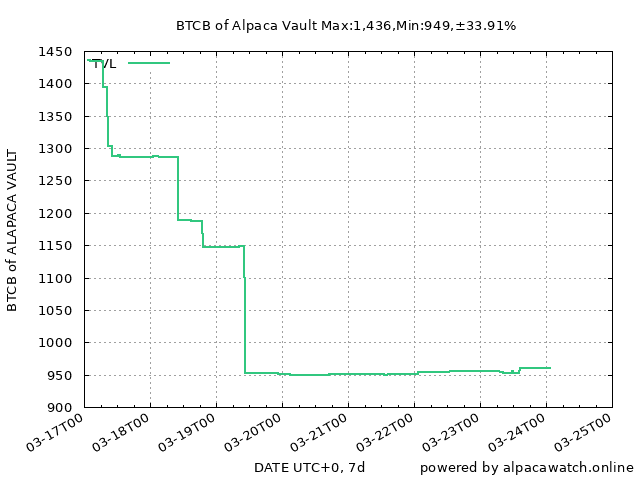 BTCB of Alpaca Vault Max:1,436,Min:949,±33.91%
TVL
BTCB of ALAPACA VAULT
1450
1400
1350
1300
1250
1200
1150
1100
1050
1000
950
900
03-17T00
03-18T00
03-19T00
03-20T00
03-21T00
03-22T00
03-23T00
03-24T00
03-25T00
DATE UTC+0, 7d
powered by alpacawatch.online